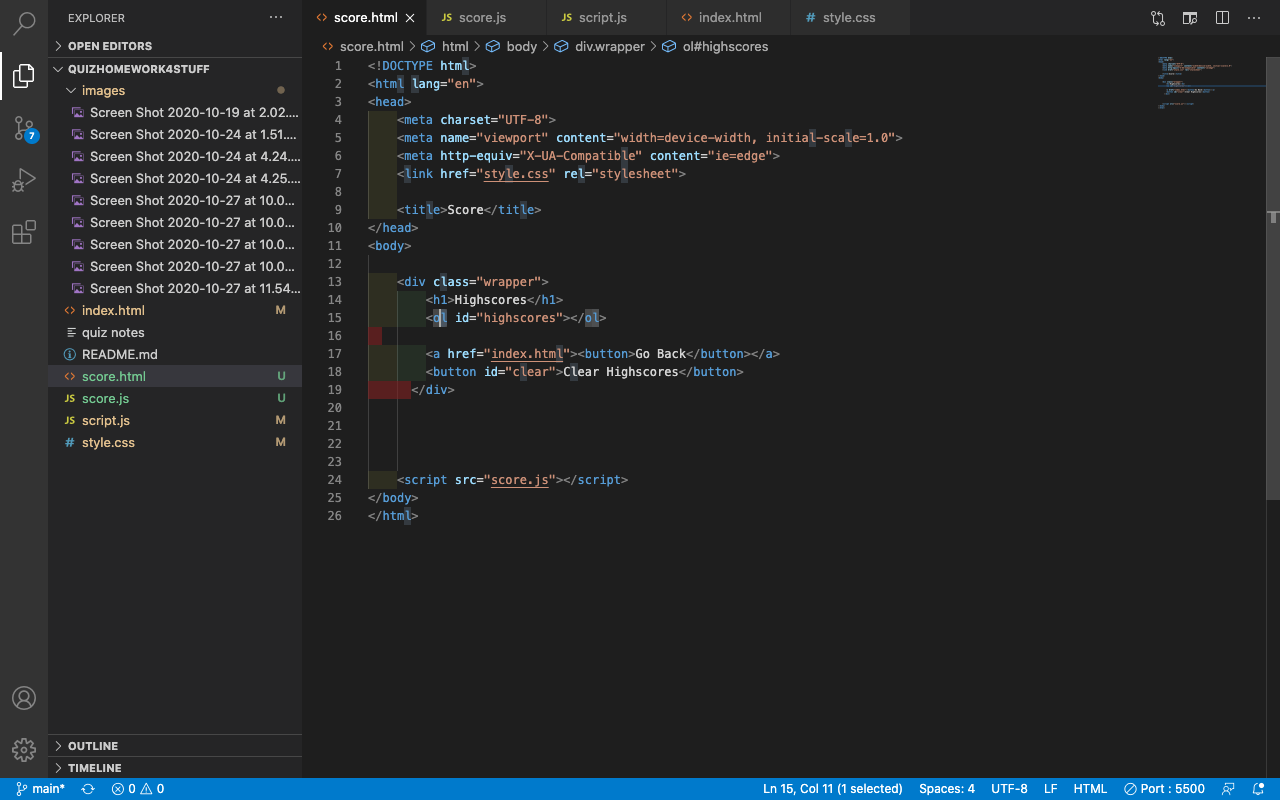 EXPLORER
OPEN EDITORS
QUIZHOMEWORK4STUFF
images
Screen Shot 2020-10-19 at 2.02....
Screen Shot 2020-10-24 at 1.51....
Screen Shot 2020-10-24 at 4.24....
Screen Shot 2020-10-24 at 4.25....
Screen Shot 2020-10-27 at 10.0...
Screen Shot 2020-10-27 at 10.0...
Screen Shot 2020-10-27 at 10.0...
Screen Shot 2020-10-27 at 10.0...
Screen Shot 2020-10-27 at 11.54...
<> index.html M
quiz notes
README.md
<> score.html U
JS score.js U
JS script.js M
# style.css M
OUTLINE
TIMELINE
7
<> score.html JS score.js JS script.js <> index.html # style.css
<> score.html > html > body > div.wrapper > ol#highscores
1 <!DOCTYPE html>
2 <html lang="en">
3 <head>
4 <meta charset="UTF-8">
5 <meta name="viewport" content="width=device-width, initial-scale=1.0">
6 <meta http-equiv="X-UA-Compatible" content="ie=edge">
7 <link href="style.css" rel="stylesheet">
8
9 <title>Score</title>
10 </head>
11 <body>
12
13 <div class="wrapper">
14 <h1>Highscores</h1>
15 <ol id="highscores"></ol>
16
17 <a href="index.html"><button>Go Back</button></a>
18 <button id="clear">Clear Highscores</button>
19 </div>
20
21
22
23
24 <script src="score.js"></script>
25 </body>
26 </html>
main* 0 0 Ln 15, Col 11 (1 selected) Spaces: 4 UTF-8 LF HTML Port : 5500